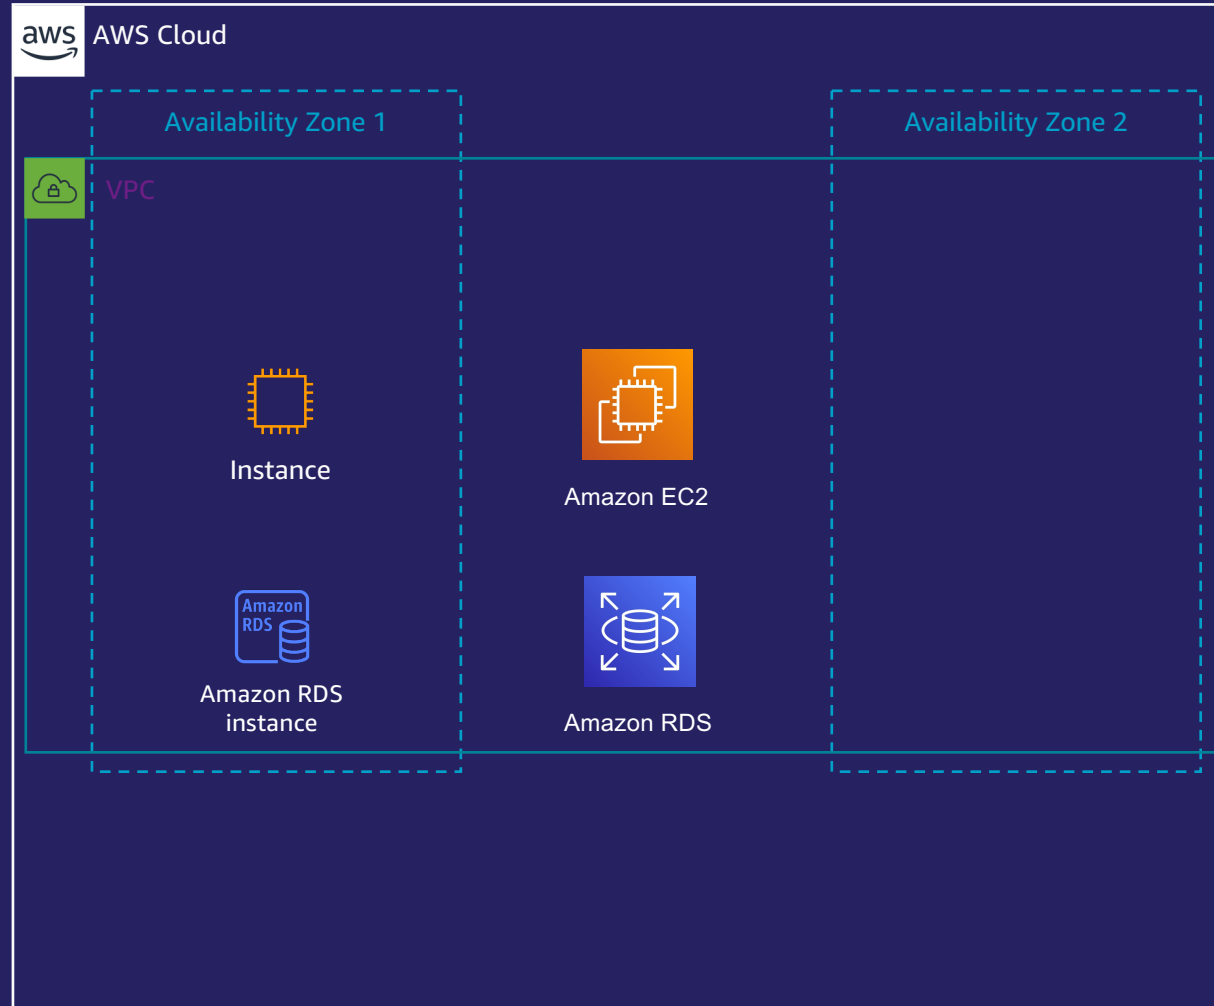 aws AWS Cloud
Availability Zone 1
Availability Zone 2
VPC
Instance
Amazon EC2
Amazon
RDS
Amazon RDS
instance
Amazon RDS